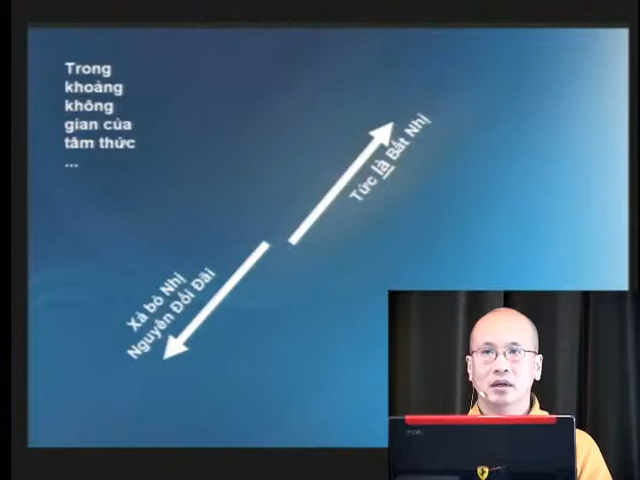 Trong
khoảng
không
gian của
tâm thức
...
Tức là Bất Nhị
Xả bỏ Nhị
Nguyên Đối Đãi